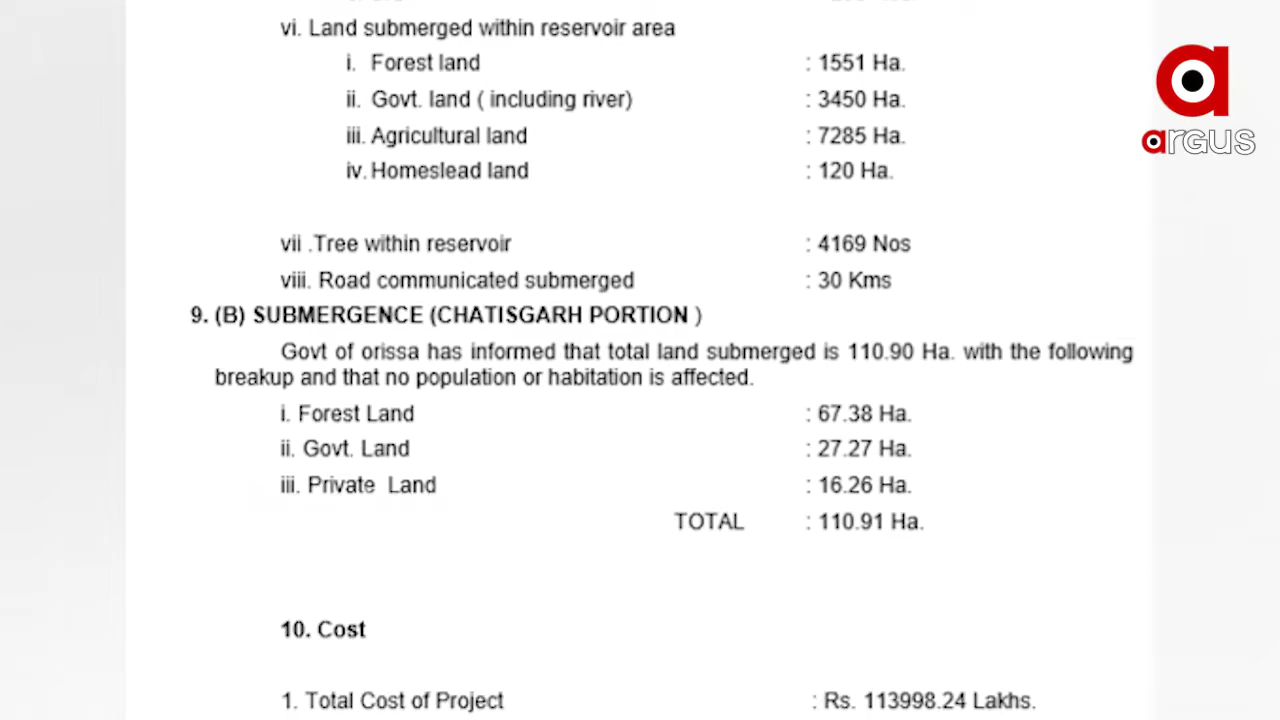 vi. Land submerged within reservoir area
i. Forest land : 1551 Ha.
ii. Govt. land ( including river) : 3450 Ha.
iii. Agricultural land : 7285 Ha.
iv. Homeslead land : 120 Ha.
vii .Tree within reservoir : 4169 Nos
viii. Road communicated submerged : 30 Kms
9. (B) SUBMERGENCE (CHATISGARH PORTION )
Govt of orissa has informed that total land submerged is 110.90 Ha. with the following
breakup and that no population or habitation is affected.
i. Forest Land : 67.38 Ha.
ii. Govt. Land : 27.27 Ha.
iii. Private Land : 16.26 Ha.
TOTAL : 110.91 Ha.
10. Cost
1. Total Cost of Project : Rs. 113998.24 Lakhs.
a
argus